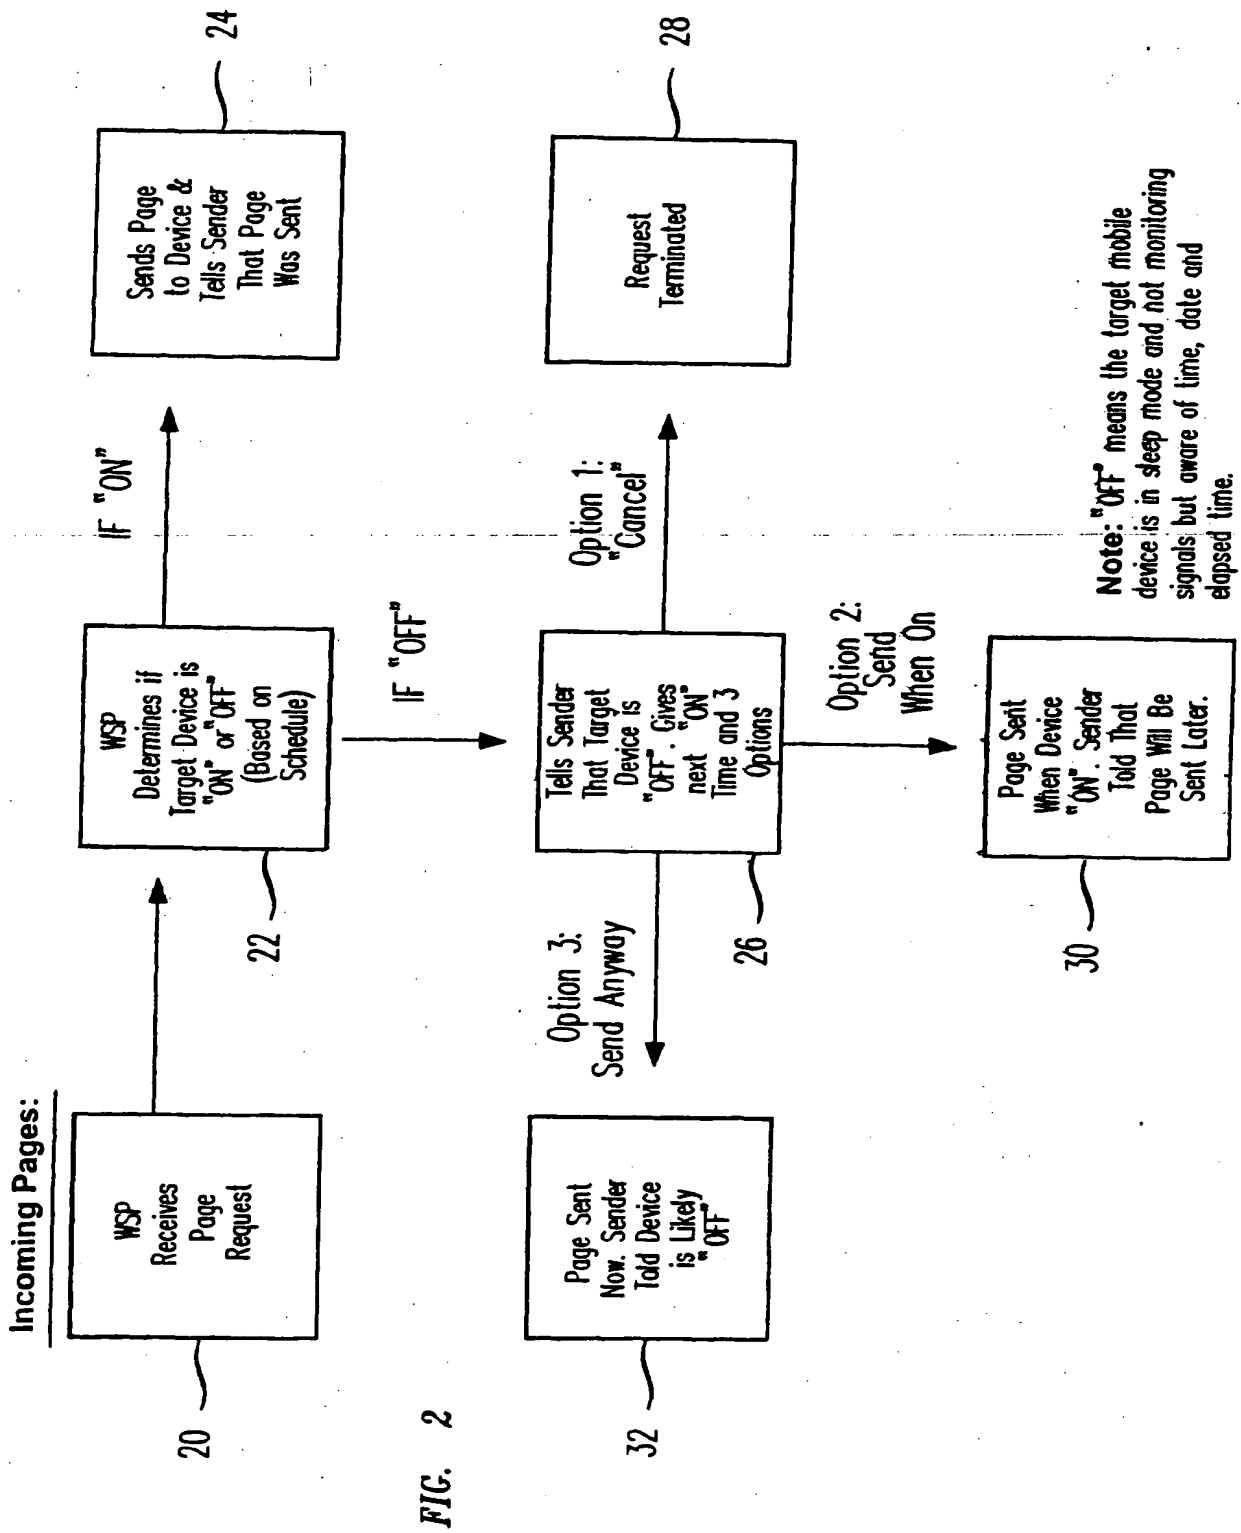 Incoming Pages:
WSP
Receives
Page
Request
20
WSP
Determines if
Target Device is
"ON" or "OFF"
(Based on
Schedule)
22
IF "ON"
Sends Page
to Device &
Tells Sender
That Page
Was Sent
24
IF "OFF"
Tells Sender
That Target
Device is
"OFF". Gives
next "ON"
Time and 3
Options
26
Option 1:
"Cancel"
Request
Terminated
28
Option 2:
Send
When On
Page Sent
When Device
"ON". Sender
Told That
Page Will Be
Sent Later.
30
Option 3:
Send Anyway
Page Sent
Now. Sender
Told Device
is Likely
"OFF"
32
Note: "OFF" means the target mobile
device is in sleep mode and not monitoring
signals but aware of time, date and
elapsed time.
FIG. 2